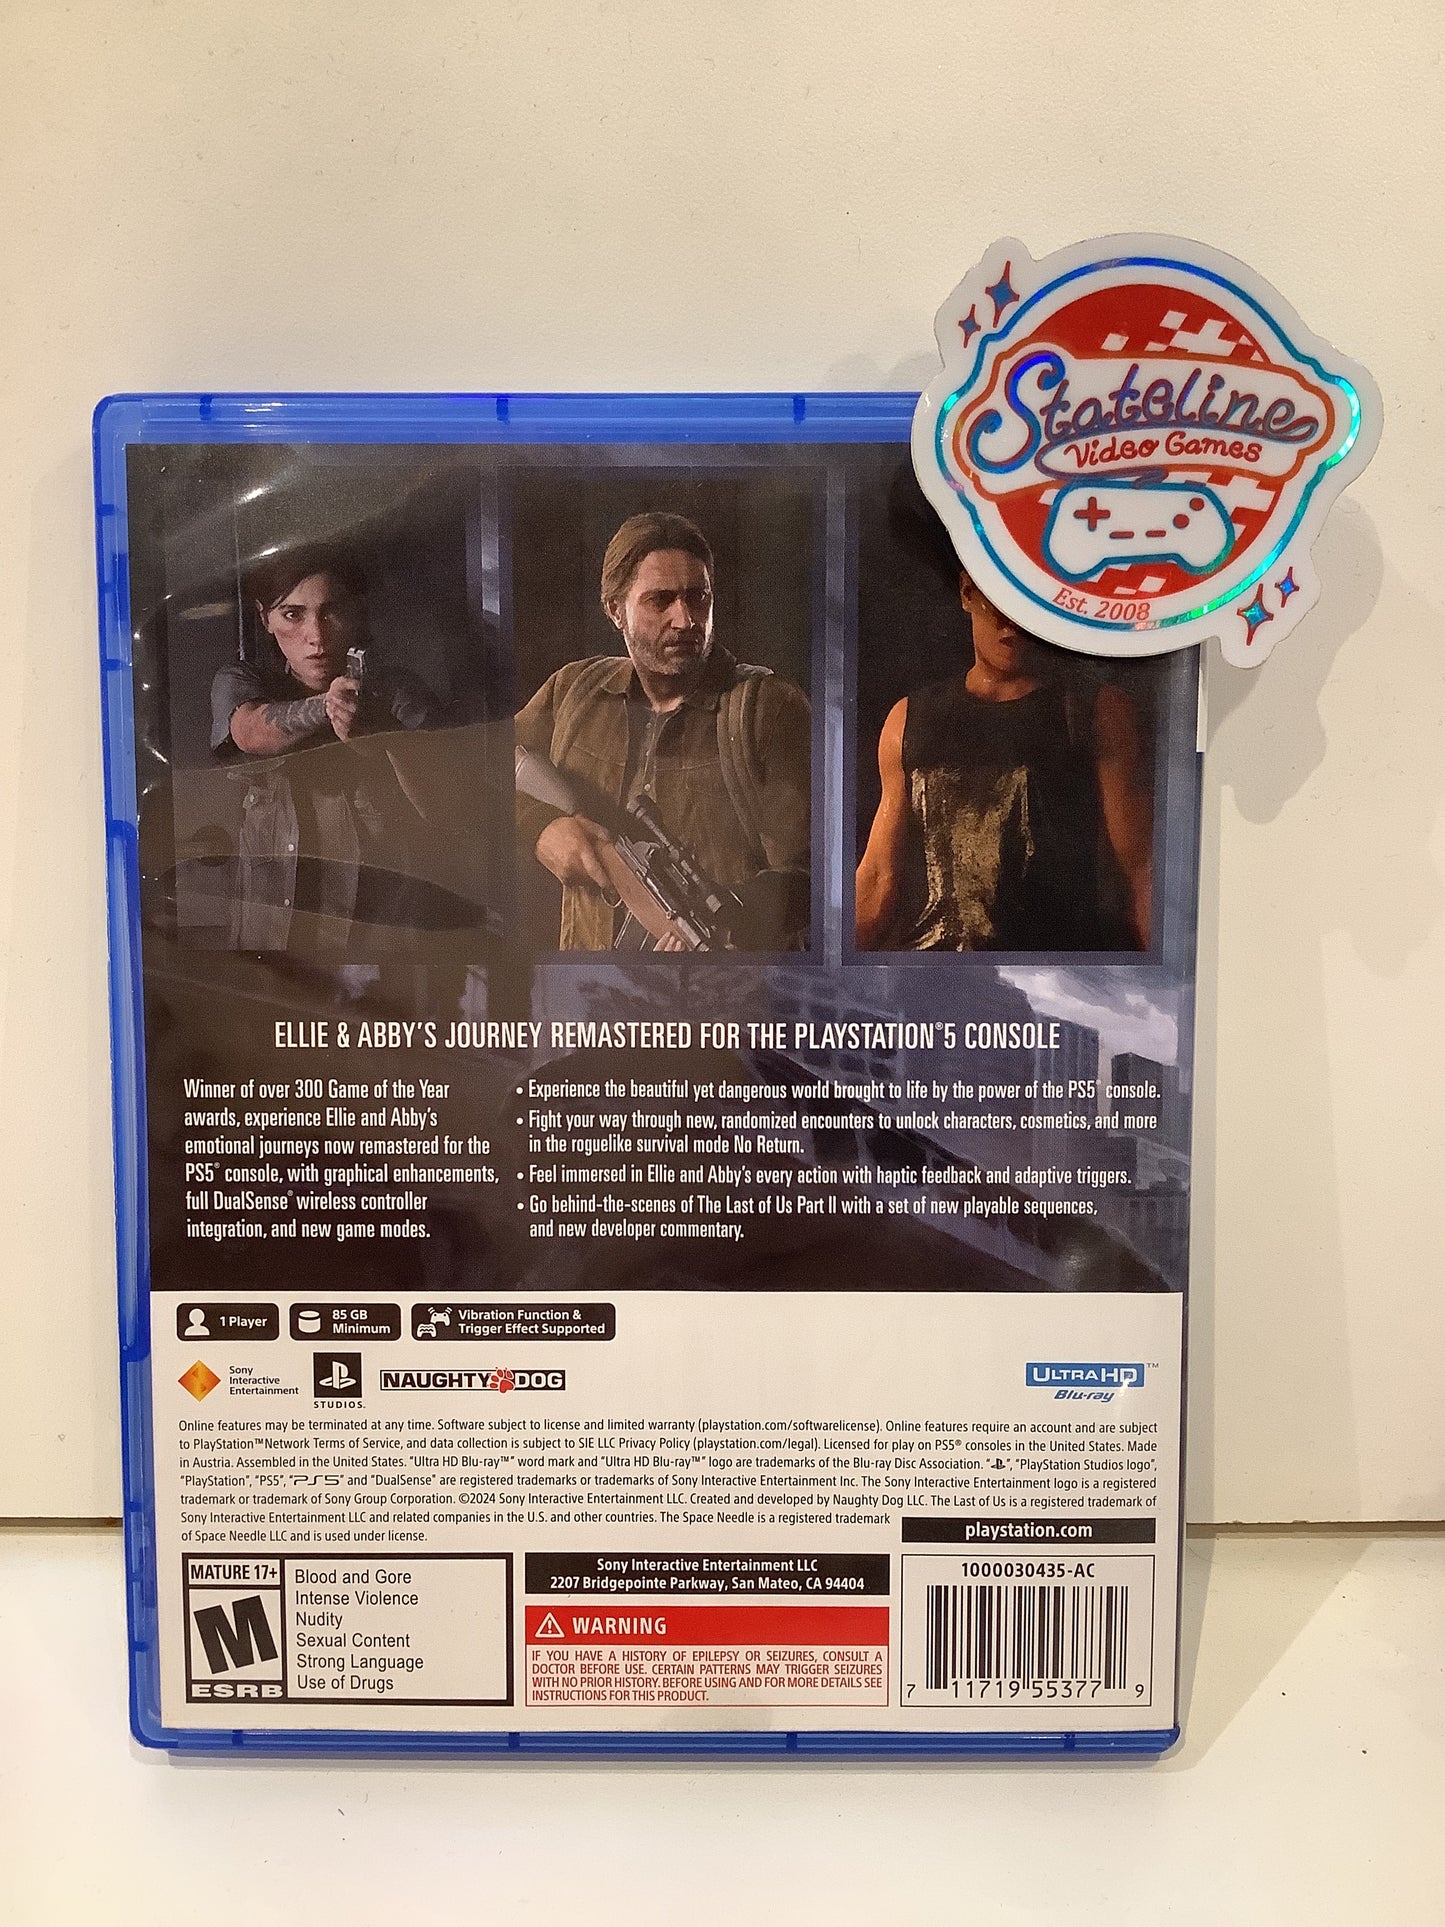 Stateline
Video Games
Est. 2008
ELLIE & ABBY'S JOURNEY REMASTERED FOR THE PLAYSTATION®5 CONSOLE
Winner of over 300 Game of the Year
awards, experience Ellie and Abby's
emotional journeys now remastered for the
PS5® console, with graphical enhancements,
full DualSense® wireless controller
integration, and new game modes.
• Experience the beautiful yet dangerous world brought to life by the power of the PS5® console.
• Fight your way through new, randomized encounters to unlock characters, cosmetics, and more
in the roguelike survival mode No Return.
• Feel immersed in Ellie and Abby's every action with haptic feedback and adaptive triggers.
• Go behind-the-scenes of The Last of Us Part II with a set of new playable sequences,
and new developer commentary.
1 Player
85 GB
Minimum
Vibration Function &
Trigger Effect Supported
Sony
Interactive
Entertainment
STUDIOS.
NAUGHTY DOG
ULTRA HD™
Blu-ray
Online features may be terminated at any time. Software subject to license and limited warranty (playstation.com/softwarelicense). Online features require an account and are subject
to PlayStation™Network Terms of Service, and data collection is subject to SIE LLC Privacy Policy (playstation.com/legal). Licensed for play on PS5® consoles in the United States. Made
in Austria. Assembled in the United States. "Ultra HD Blu-ray™" word mark and "Ultra HD Blu-ray™" logo are trademarks of the Blu-ray Disc Association. "", "PlayStation Studios logo",
"PlayStation", "PS5", "PS5" and "DualSense" are registered trademarks or trademarks of Sony Interactive Entertainment Inc. The Sony Interactive Entertainment logo is a registered
trademark or trademark of Sony Group Corporation. ©2024 Sony Interactive Entertainment LLC. Created and developed by Naughty Dog LLC. The Last of Us is a registered trademark of
Sony Interactive Entertainment LLC and related companies in the U.S. and other countries. The Space Needle is a registered trademark
of Space Needle LLC and is used under license.
playstation.com
MATURE 17+
M
ESRB
Blood and Gore
Intense Violence
Nudity
Sexual Content
Strong Language
Use of Drugs
Sony Interactive Entertainment LLC
2207 Bridgepointe Parkway, San Mateo, CA 94404
WARNING
IF YOU HAVE A HISTORY OF EPILEPSY OR SEIZURES, CONSULT A
DOCTOR BEFORE USE. CERTAIN PATTERNS MAY TRIGGER SEIZURES
WITH NO PRIOR HISTORY. BEFORE USING AND FOR MORE DETAILS SEE
INSTRUCTIONS FOR THIS PRODUCT.
1000030435-AC
7 11719 55377 9